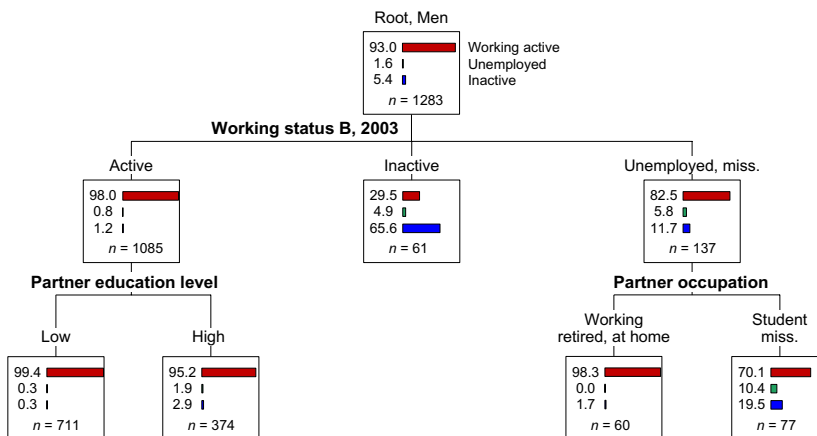 Root, Men
93.0 Working active
1.6 Unemployed
5.4 Inactive
n = 1283
Working status B, 2003
Active
98.0
0.8
1.2
n = 1085
Inactive
29.5
4.9
65.6
n = 61
Unemployed, miss.
82.5
5.8
11.7
n = 137
Partner education level
Low
99.4
0.3
0.3
n = 711
High
95.2
1.9
2.9
n = 374
Partner occupation
Working
retired, at home
98.3
0.0
1.7
n = 60
Student
miss.
70.1
10.4
19.5
n = 77